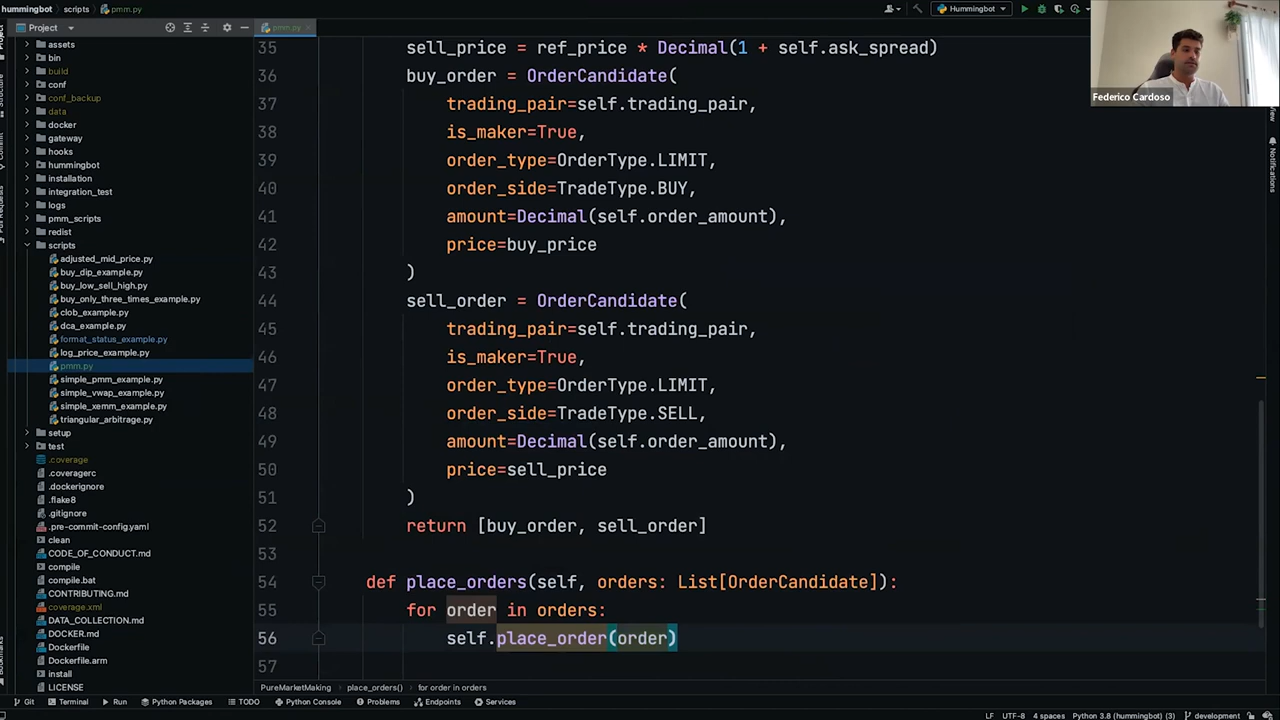 hummingbot
scripts
pmm.py
Hummingbot
Project
pmm.py
assets
bin
build
conf
conf_backup
data
docker
gateway
hooks
hummingbot
installation
integration_test
logs
pmm_scripts
redist
scripts
adjusted_mid_price.py
buy_dip_example.py
buy_low_sell_high.py
buy_only_three_times_example.py
clob_example.py
dca_example.py
format_status_example.py
log_price_example.py
pmm.py
simple_pmm_example.py
simple_vwap_example.py
simple_xemm_example.py
triangular_arbitrage.py
setup
test
.coverage
.coveragerc
.dockerignore
.flake8
.gitignore
.pre-commit-config.yaml
clean
CODE_OF_CONDUCT.md
compile
compile.bat
CONTRIBUTING.md
coverage.xml
DATA_COLLECTION.md
DOCKER.md
Dockerfile
Dockerfile.arm
install
LICENSE
35 sell_price = ref_price * Decimal(1 + self.ask_spread)
36 buy_order = OrderCandidate(
37 trading_pair=self.trading_pair,
38 is_maker=True,
39 order_type=OrderType.LIMIT,
40 order_side=TradeType.BUY,
41 amount=Decimal(self.order_amount),
42 price=buy_price
43 )
44 sell_order = OrderCandidate(
45 trading_pair=self.trading_pair,
46 is_maker=True,
47 order_type=OrderType.LIMIT,
48 order_side=TradeType.SELL,
49 amount=Decimal(self.order_amount),
50 price=sell_price
51 )
52 return [buy_order, sell_order]
53
54 def place_orders(self, orders: List[OrderCandidate]):
55 for order in orders:
56 self.place_order(order)
57
Federico Cardoso
Notifications
PureMarketMaking
place_orders()
for order in orders
Git
Terminal
Run
Python Packages
TODO
Python Console
Problems
Endpoints
Services
LF
UTF-8
4 spaces
Python 3.8 (hummingbot) (3)
development